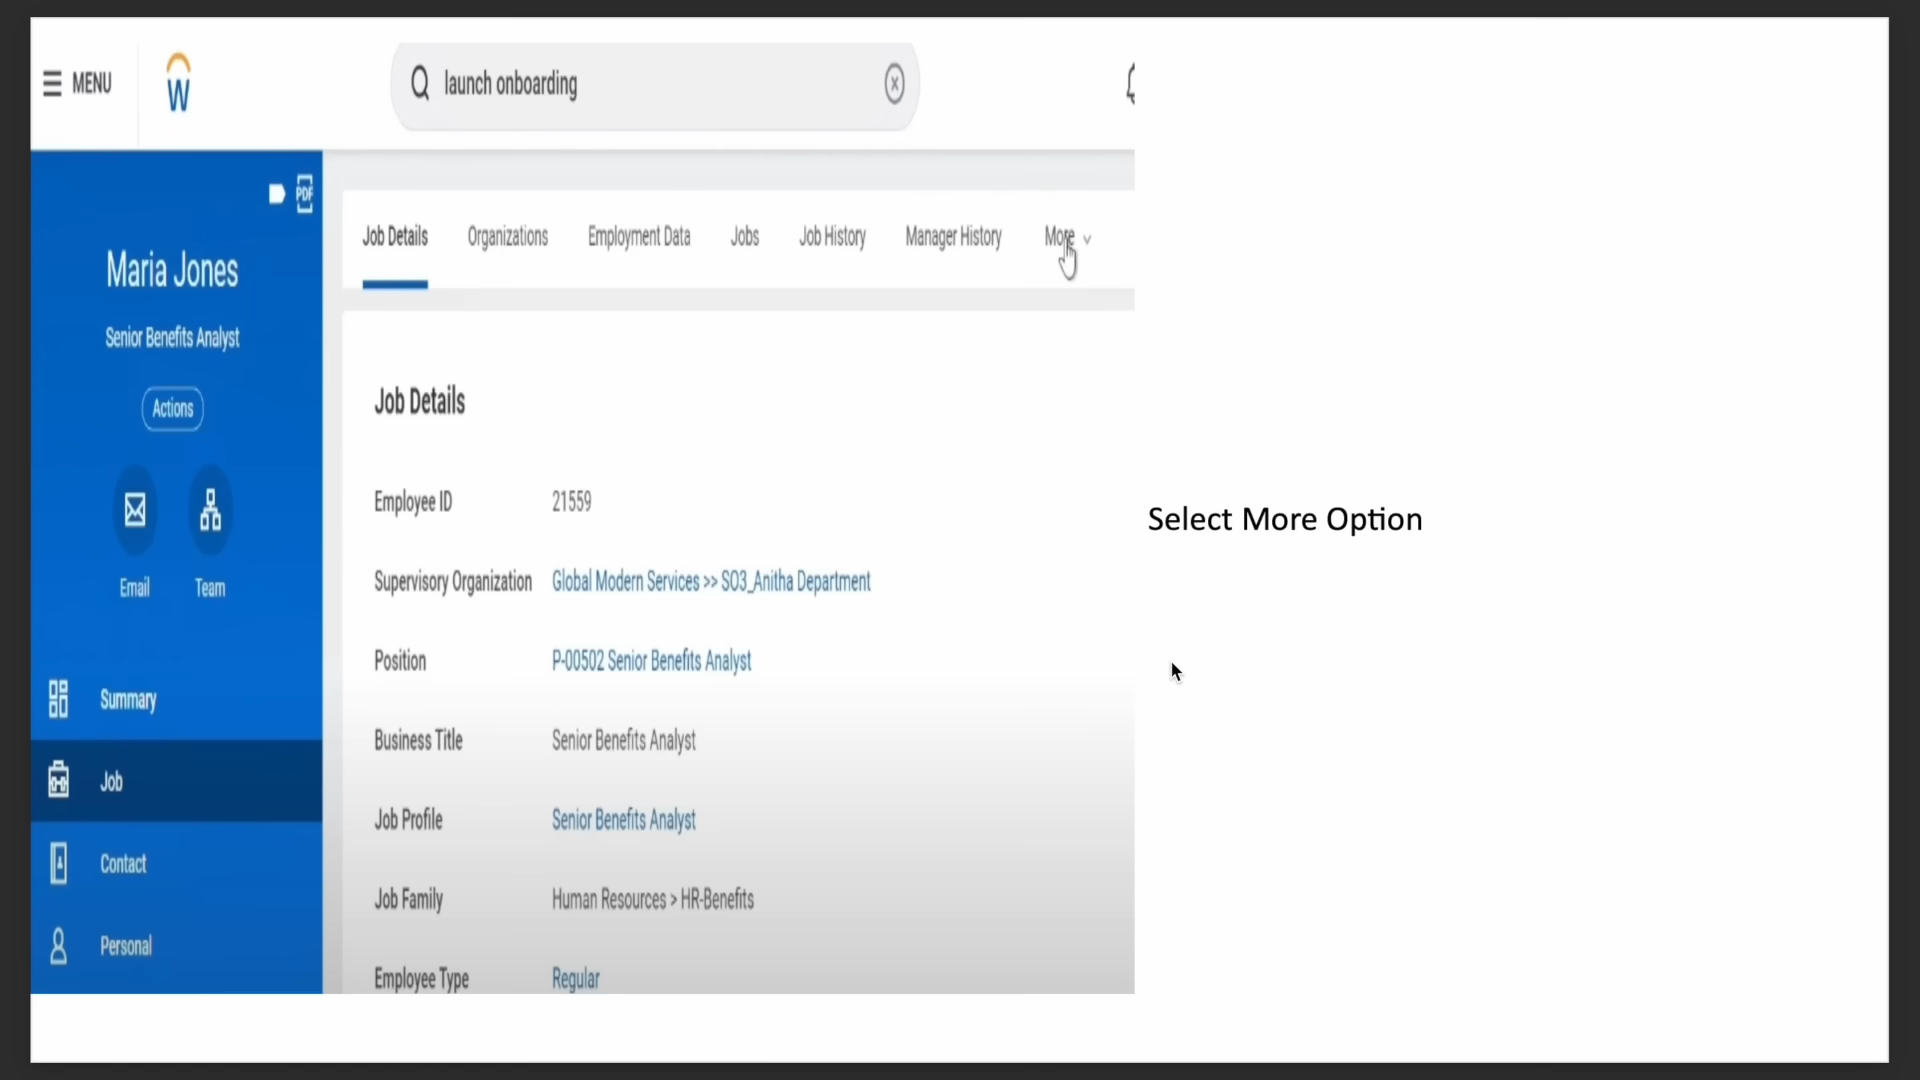 MENU
W
launch onboarding
PDF
Maria Jones
Senior Benefits Analyst
Actions
Email Team
Summary
Job
Contact
Personal
Job Details Organizations Employment Data Jobs Job History Manager History More
Job Details
Employee ID 21559
Supervisory Organization Global Modern Services >> SO3_Anitha Department
Position P-00502 Senior Benefits Analyst
Business Title Senior Benefits Analyst
Job Profile Senior Benefits Analyst
Job Family Human Resources > HR-Benefits
Employee Type Regular
Select More Option